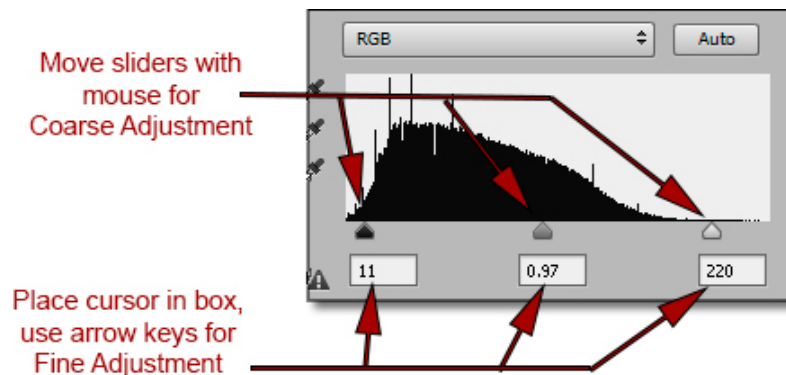 RGB
Auto
Move sliders with
mouse for
Coarse Adjustment
11
0.97
220
Place cursor in box,
use arrow keys for
Fine Adjustment